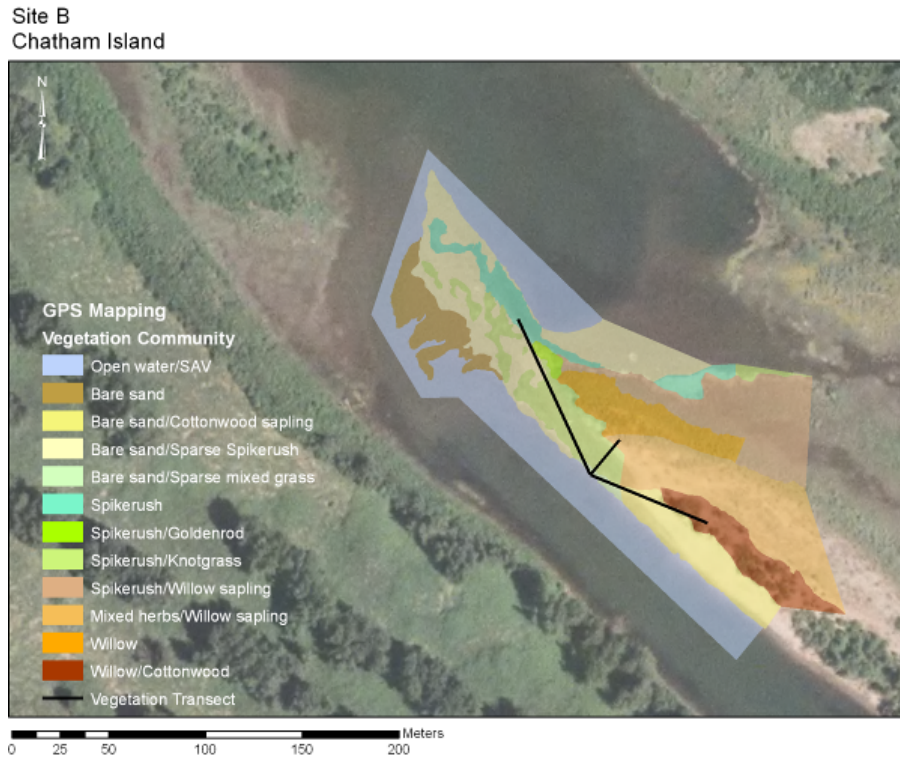 Site B
Chatham Island
N
GPS Mapping
Vegetation Community
Open water/SAV
Bare sand
Bare sand/Cottonwood sapling
Bare sand/Sparse Spikerush
Bare sand/Sparse mixed grass
Spikerush
Spikerush/Goldenrod
Spikerush/Knotgrass
Spikerush/Willow sapling
Mixed herbs/Willow sapling
Willow
Willow/Cottonwood
Vegetation Transect
Meters
0 25 50 100 150 200